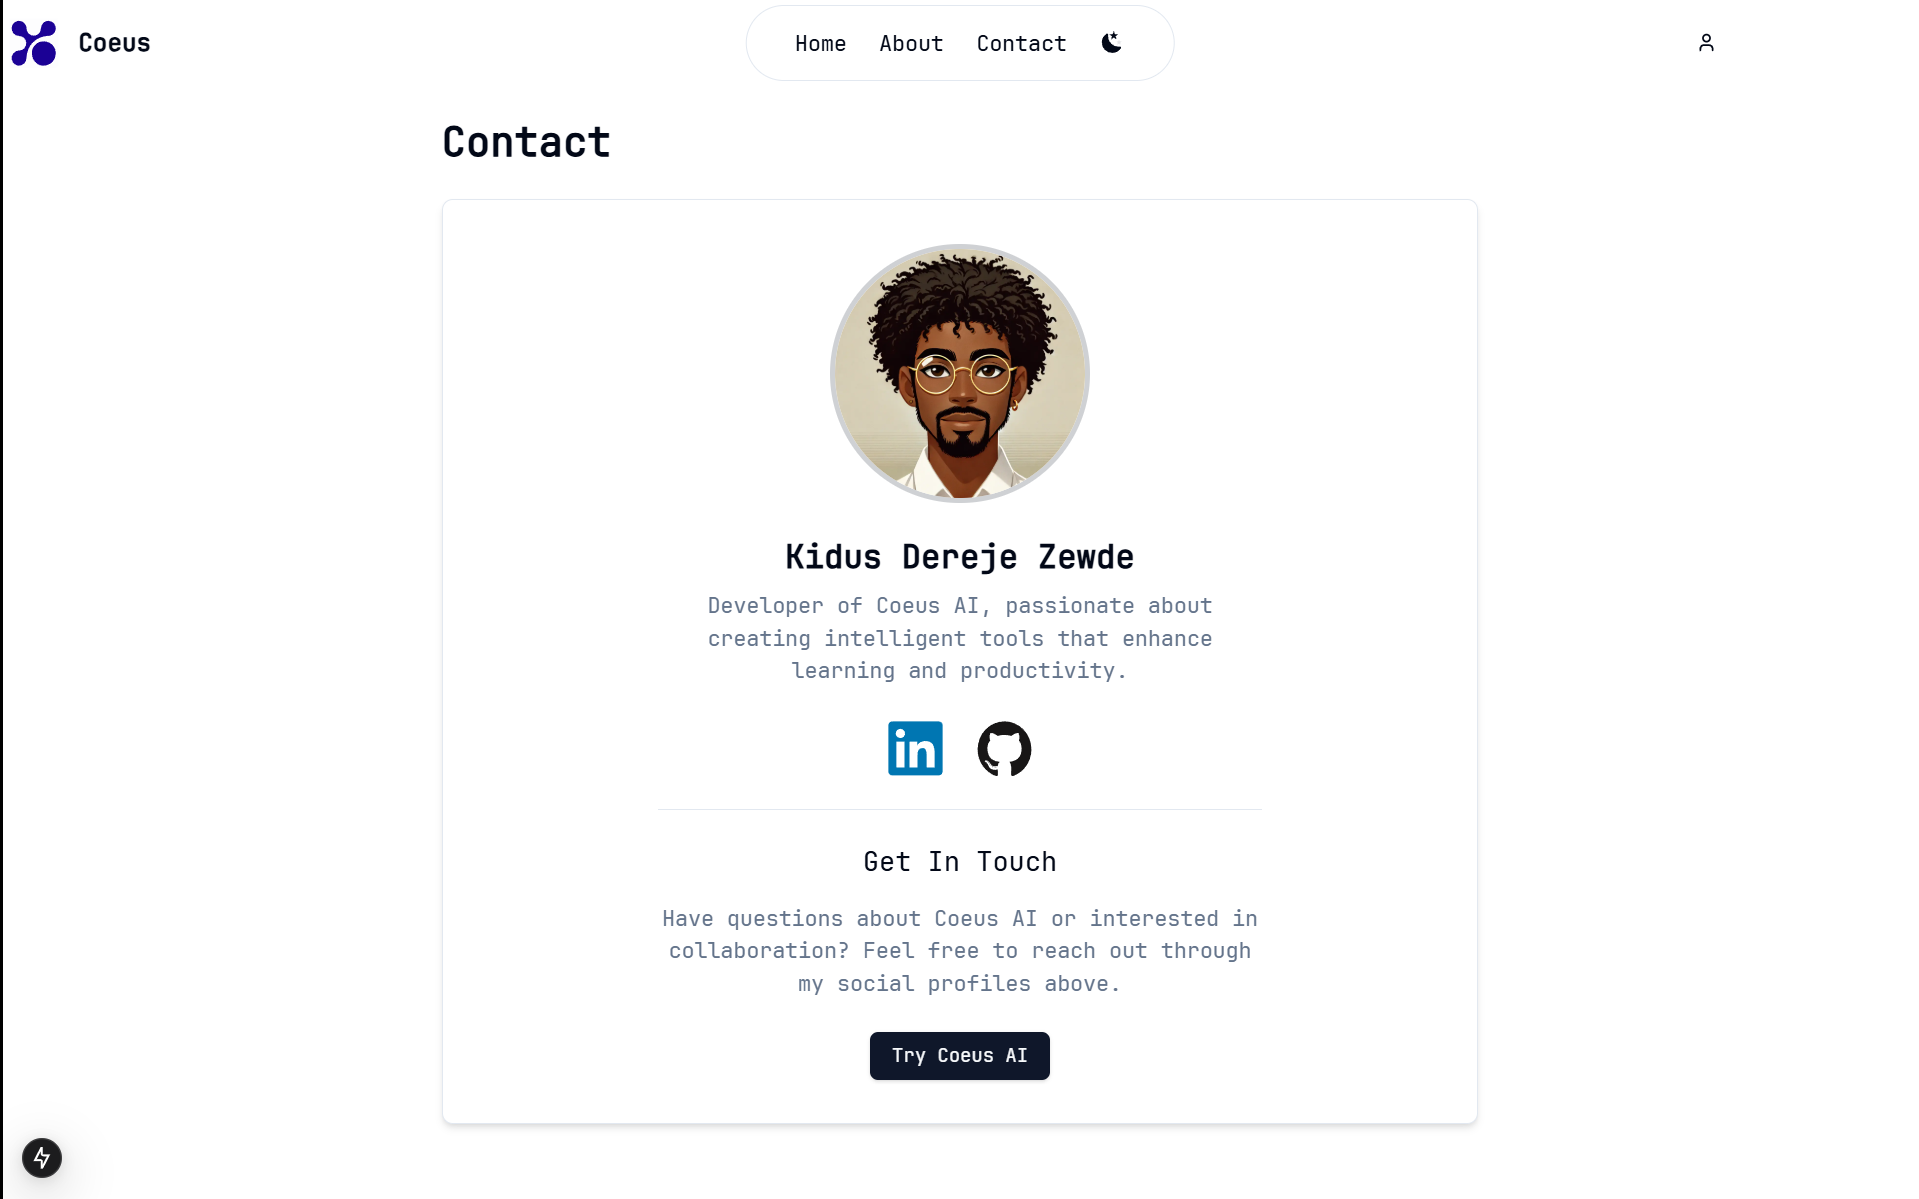 Coeus
Home About Contact
Contact
Kidus Dereje Zewde
Developer of Coeus AI, passionate about
creating intelligent tools that enhance
learning and productivity.
in
Get In Touch
Have questions about Coeus AI or interested in
collaboration? Feel free to reach out through
my social profiles above.
Try Coeus AI